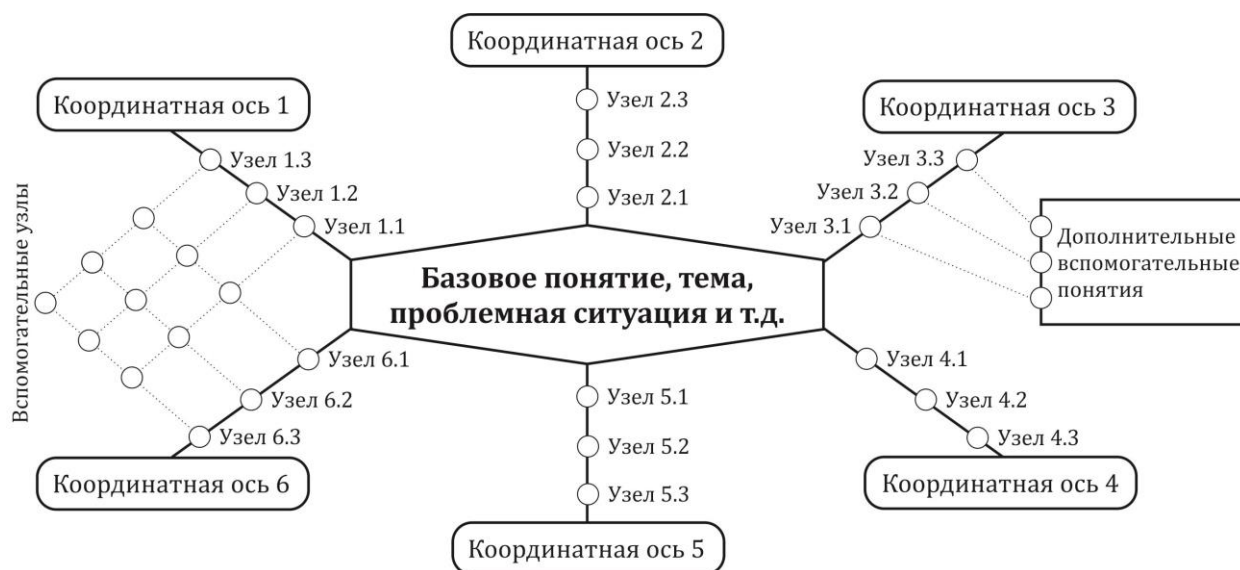 Координатная ось 2
Координатная ось 1
Координатная ось 3
Узел 2.3
Узел 2.2
Узел 2.1
Узел 1.3
Узел 1.2
Узел 1.1
Узел 3.3
Узел 3.2
Узел 3.1
Вспомогательные узлы
Базовое понятие, тема,
проблемная ситуация и т.д.
Дополнительные
вспомогательные
понятия
Узел 6.1
Узел 6.2
Узел 6.3
Узел 5.1
Узел 5.2
Узел 5.3
Узел 4.1
Узел 4.2
Узел 4.3
Координатная ось 6
Координатная ось 4
Координатная ось 5